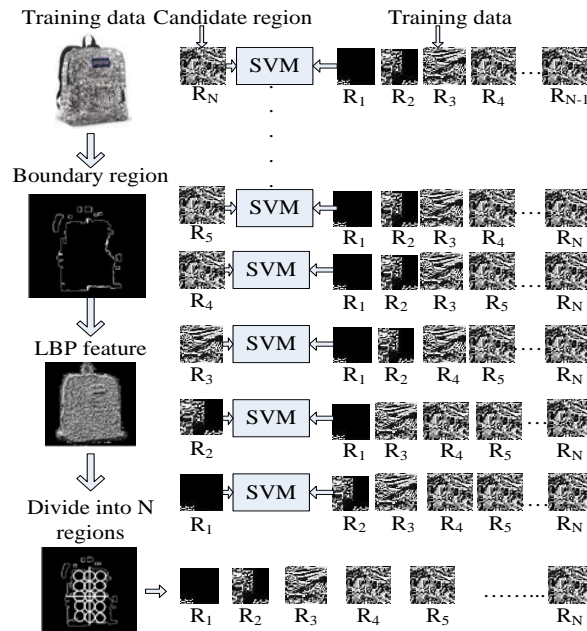 Training data Candidate region Training data
SVM
R_N R_1 R_2 R_3 R_4 R_N-1
Boundary region
SVM
R_5 R_1 R_2 R_3 R_4 R_N
SVM
R_4 R_1 R_2 R_3 R_5 R_N
LBP feature
SVM
R_3 R_1 R_2 R_4 R_5 R_N
SVM
R_2 R_1 R_3 R_4 R_5 R_N
Divide into N
regions
SVM
R_1 R_2 R_3 R_4 R_5 R_N
R_1 R_2 R_3 R_4 R_5 R_N